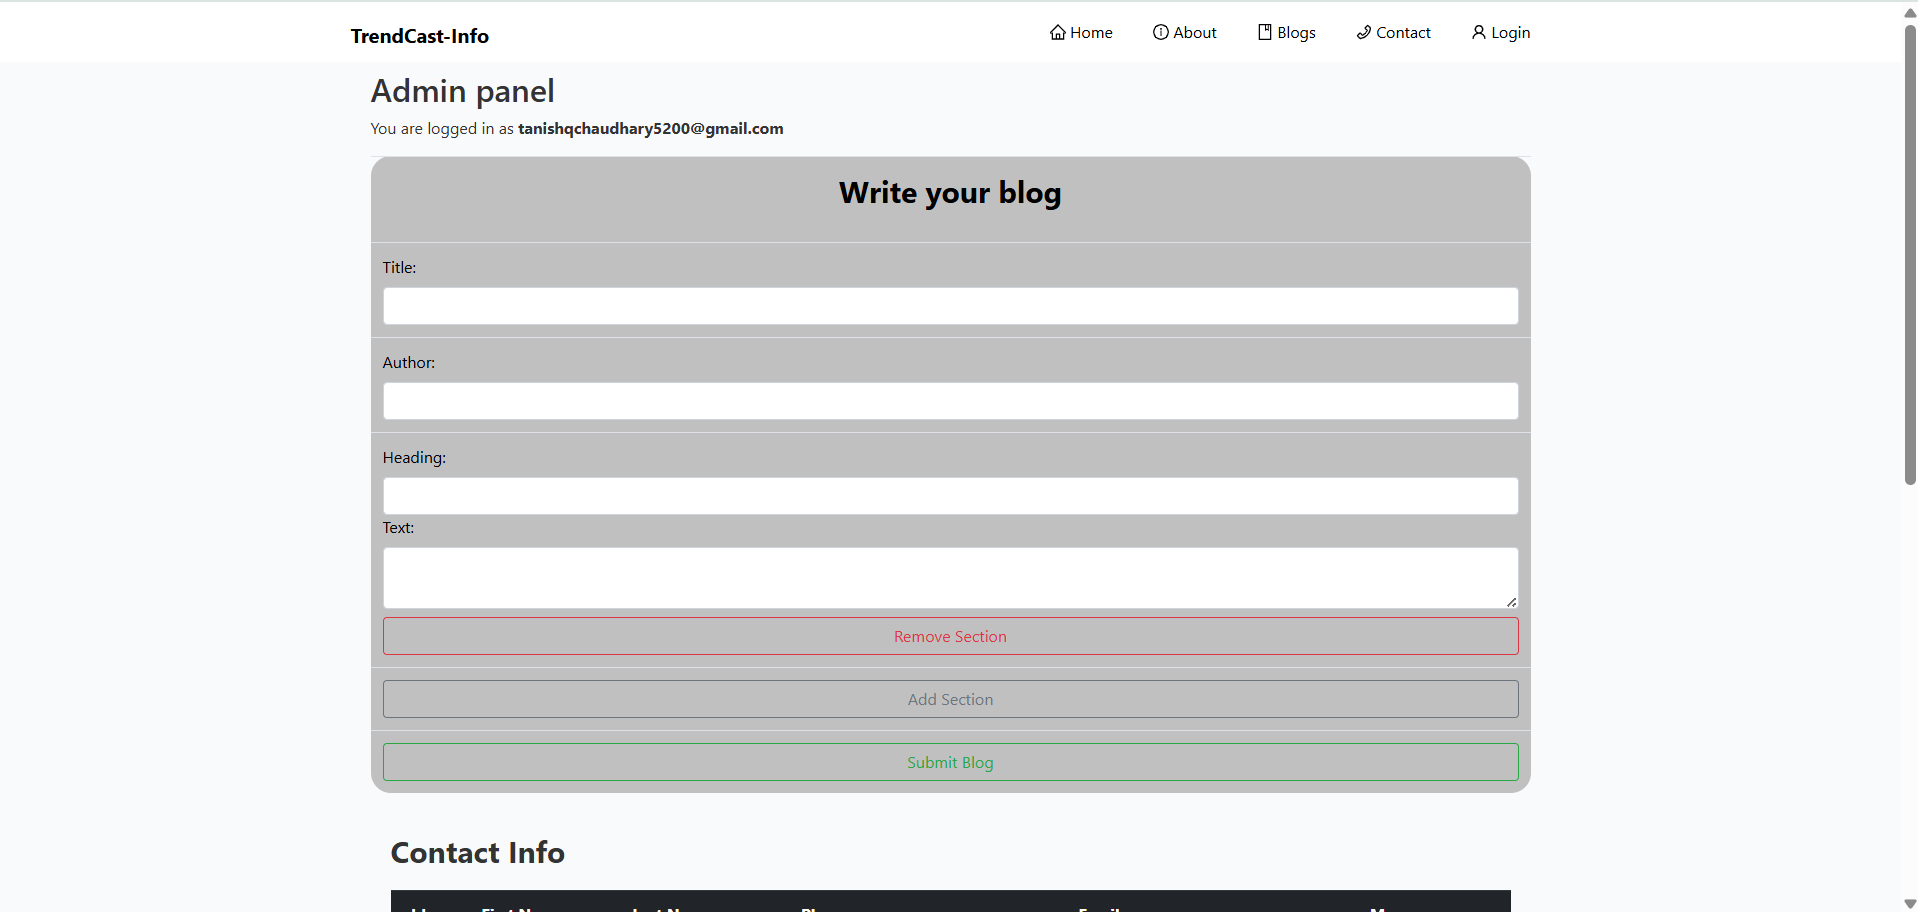 TrendCast-Info
Home About Blogs Contact Login
Admin panel
You are logged in as tanishqchaudhary5200@gmail.com
Write your blog
Title:
Author:
Heading:
Text:
Remove Section
Add Section
Submit Blog
Contact Info